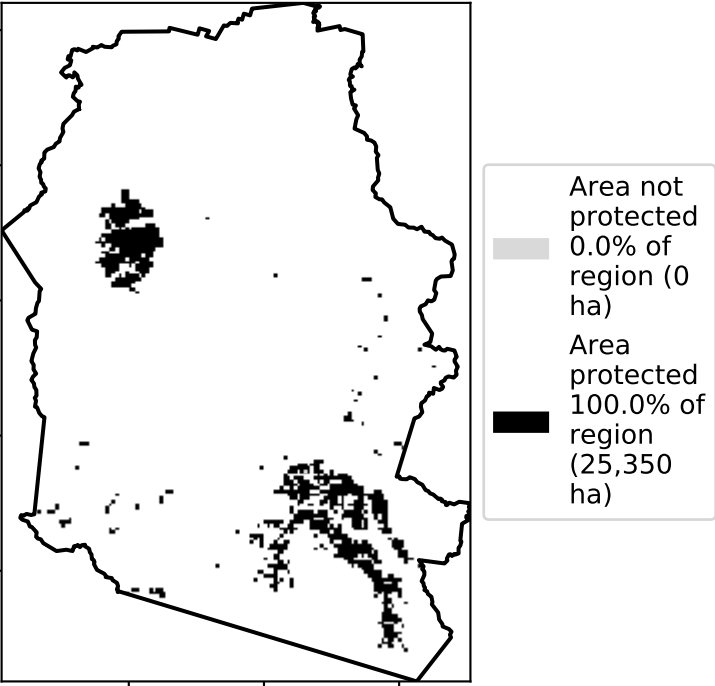 Area not
protected
0.0% of
region (0
ha)
Area
protected
100.0% of
region
(25,350
ha)